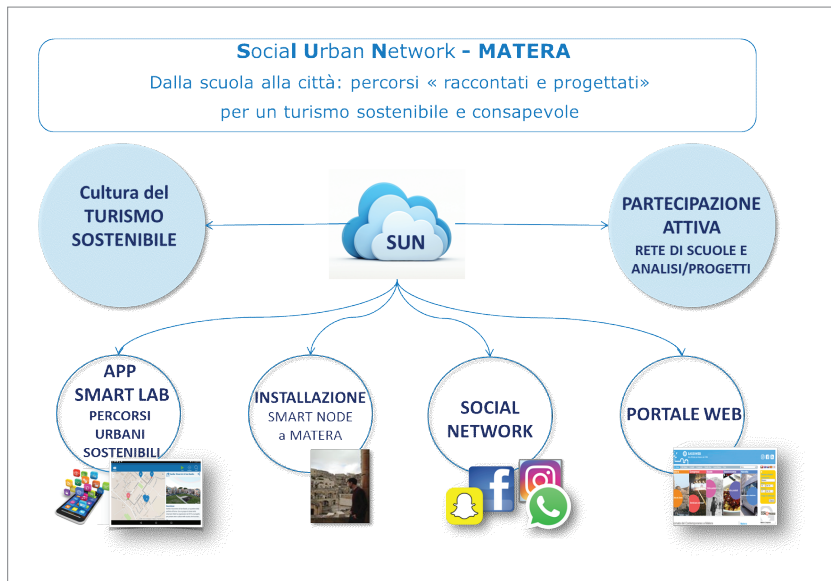 Social Urban Network - MATERA
Dalla scuola alla città: percorsi « raccontati e progettati»
per un turismo sostenibile e consapevole
Cultura del
TURISMO
SOSTENIBILE
SUN
PARTECIPAZIONE
ATTIVA
RETE DI SCUOLE E
ANALISI/PROGETTI
APP
SMART LAB
PERCORSI
URBANI
SOSTENIBILI
INSTALLAZIONE
SMART NODE
a MATERA
SOCIAL
NETWORK
PORTALE WEB